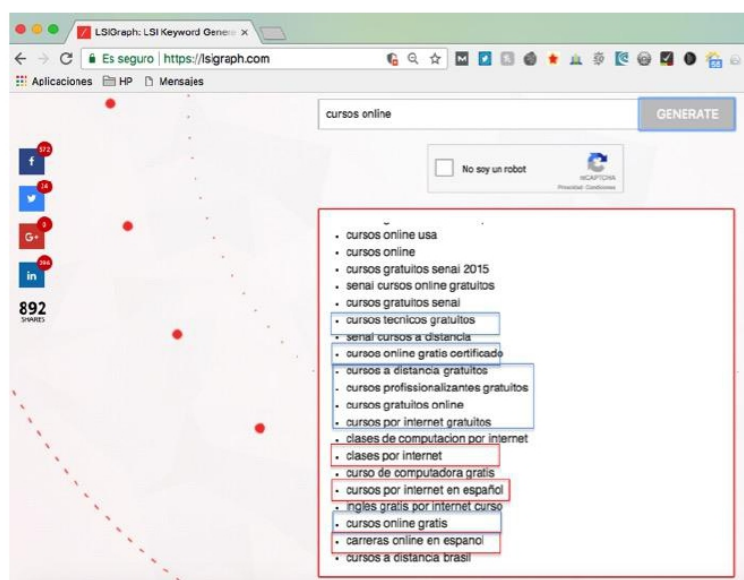 LSIGraph: LSI Keyword Genera
Es seguro https://lsigraph.com
Aplicaciones HP Mensajes
cursos online GENERATE
No soy un robot
reCAPTCHA
Privacidad - Condiciones
572
f
24
0
G+
266
in
892
SHARES
cursos online usa
cursos online
cursos gratuitos senai 2015
senai cursos online gratuitos
cursos gratuitos senai
cursos tecnicos gratuitos
senai cursos a distancia
cursos online gratis certificado
cursos a distancia gratuitos
cursos profissionalizantes gratuitos
cursos gratuitos online
cursos por internet gratuitos
clases de computacion por internet
clases por internet
curso de computadora gratis
cursos por internet en español
ingles gratis por internet curso
cursos online gratis
carreras online en espanol
cursos a distancia brasil